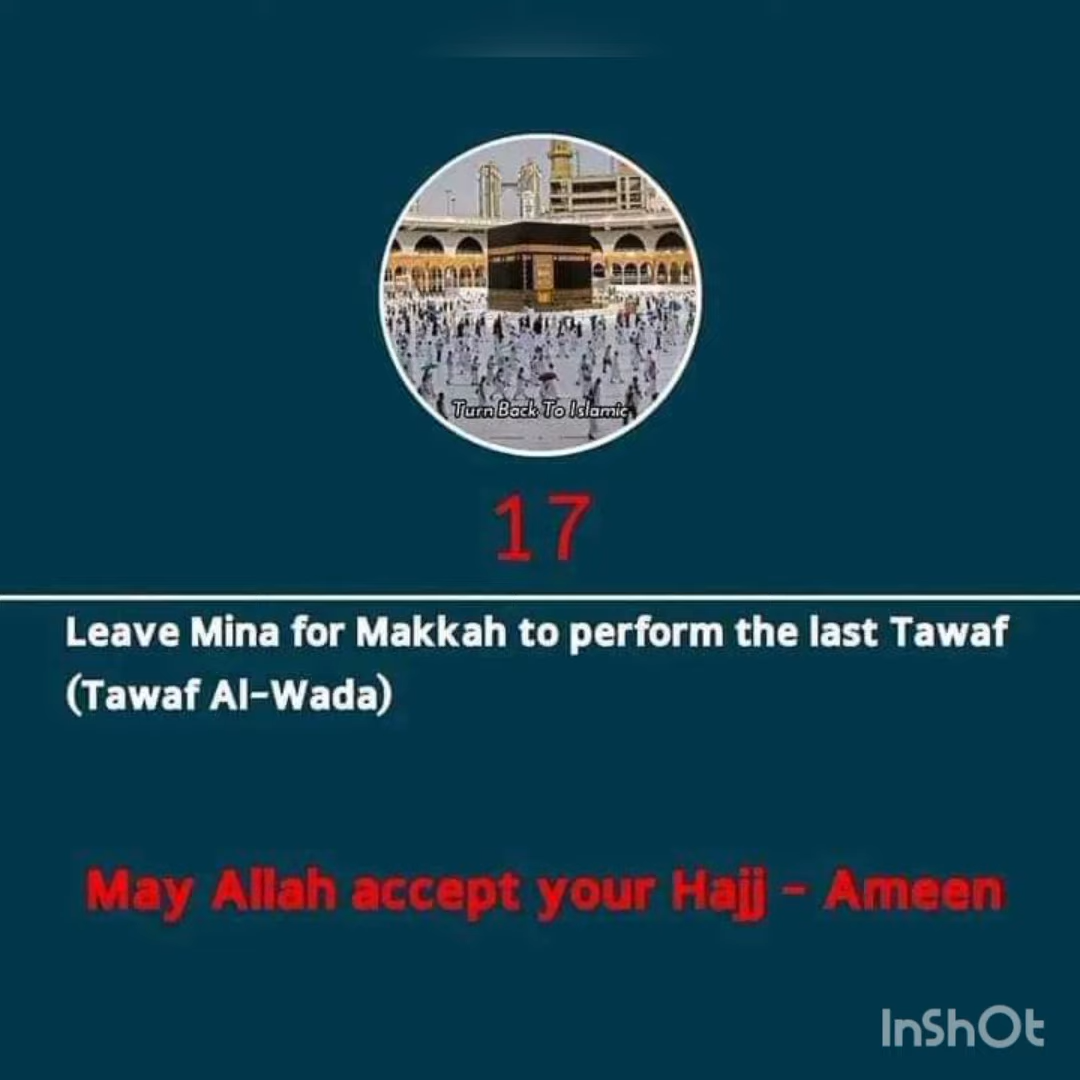 Turn Back To Islamic
17
Leave Mina for Makkah to perform the last Tawaf
(Tawaf Al-Wada)
May Allah accept your Hajj - Ameen
InShOt